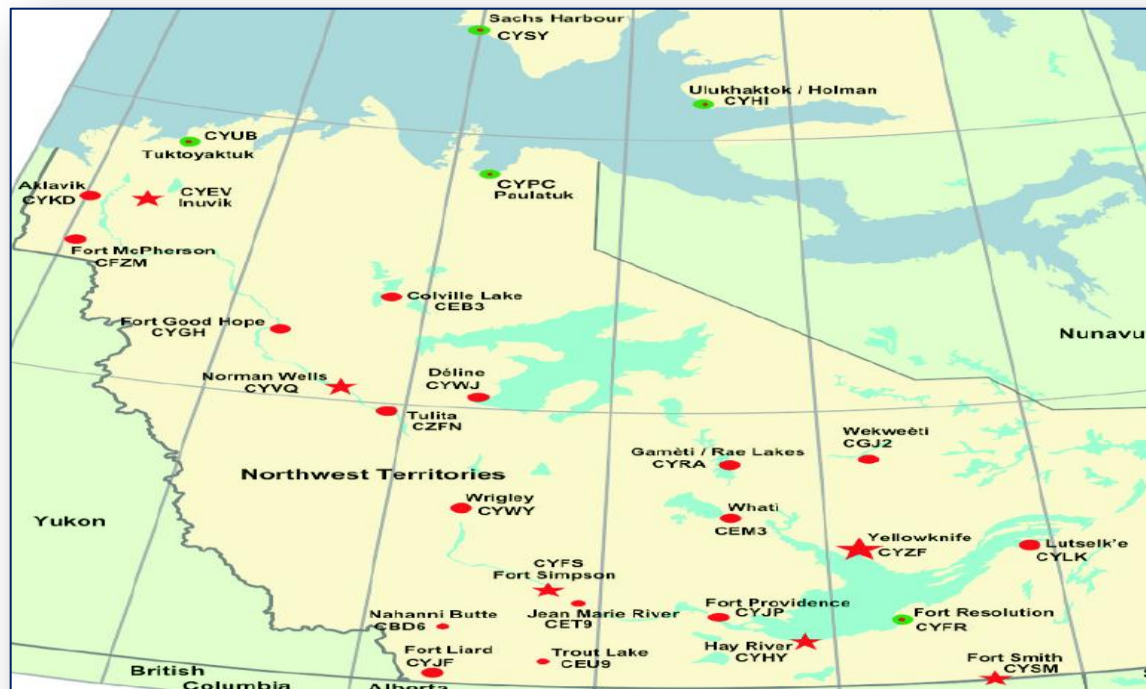 Sachs Harbour
CYSY
Ulukhaktok / Holman
CYHI
CYUB
Tuktoyaktuk
Aklavik
CYKD
CYEV
Inuvik
CYPC
Paulatuk
Fort McPherson
CFZM
Colville Lake
CEB3
Fort Good Hope
CYGH
Nunavu
Norman Wells
CYVQ
Déline
CYWJ
Tulita
CZFN
Wekweèti
CGJ2
Gamèti / Rae Lakes
CYRA
Northwest Territories
Wrigley
CYWY
Whati
CEM3
Yukon
Yellowknife
CYZF
Lutselk'e
CYLK
CYFS
Fort Simpson
Jean Marie River
CET9
Nahanni Butte
CBD6
Fort Providence
CYJP
Fort Resolution
CYFR
Hay River
CYHY
Fort Liard
CYJF
Trout Lake
CEU9
Fort Smith
CYSM
British
Columbia
Alberta